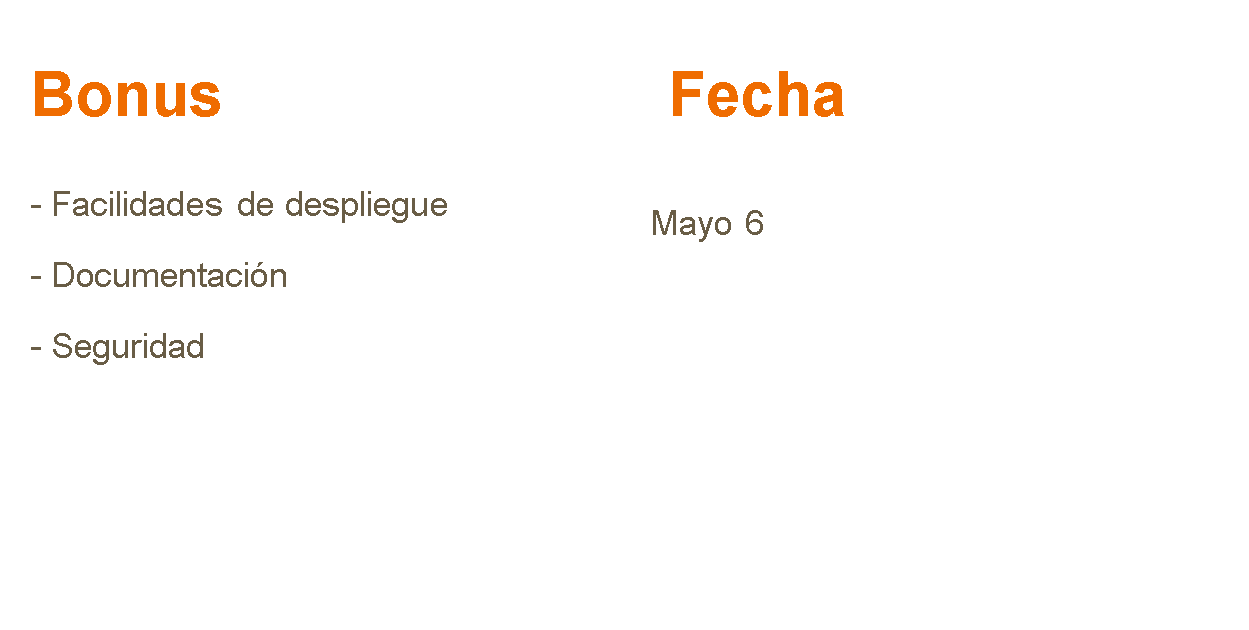 Bonus
- Facilidades de despliegue
- Documentación
- Seguridad
Fecha
Mayo 6